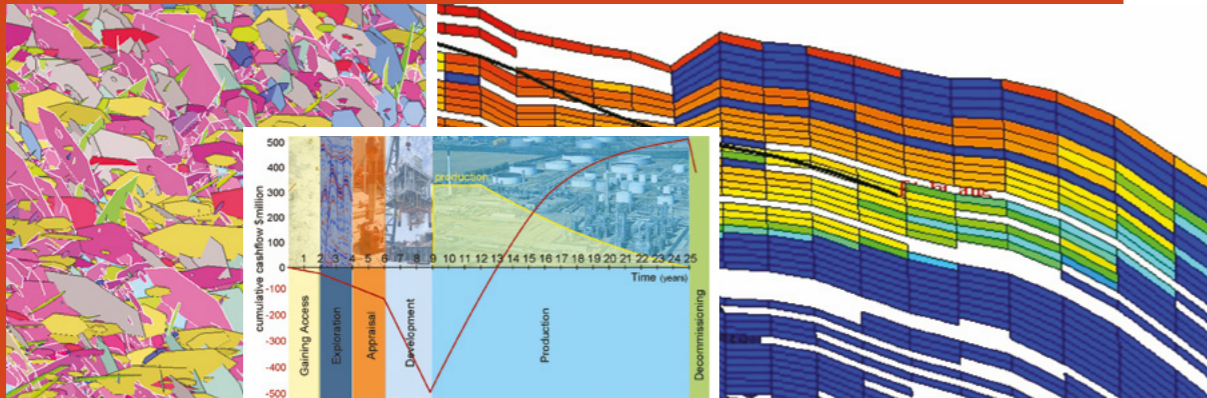 500
400
300
200
100
0
-100
-200
-300
-400
-500
cumulative cashflow $million
production
1 2 3 4 5 6 7 8 9 10 11 12 13 14 15 16 17 18 19 20 21 22 23 24 25
Time (years)
Gaining Access
Exploration
Appraisal
Development
Production
Decommissioning